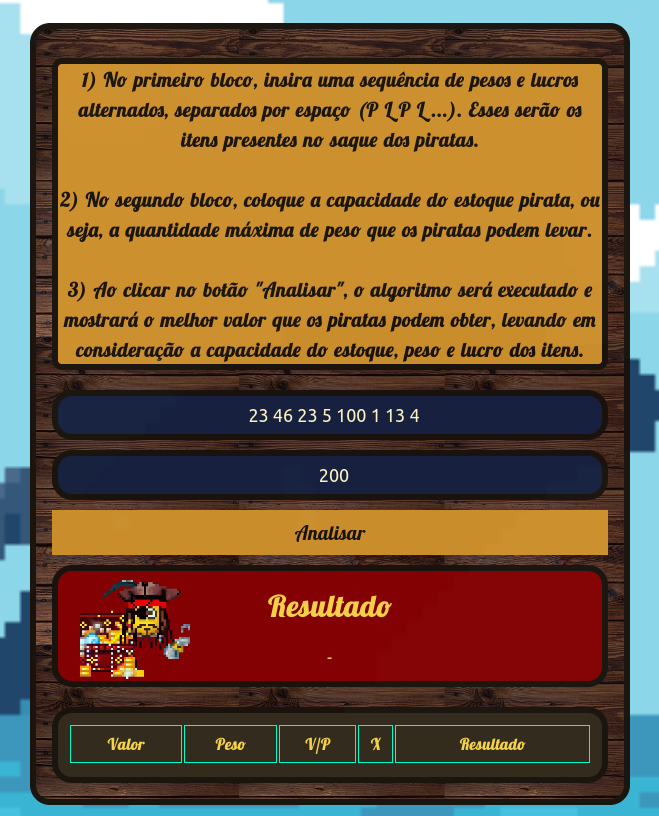 1) No primeiro bloco, insira uma sequência de pesos e lucros
alternados, separados por espaço (P L P L ...). Esses serão os
itens presentes no saque dos piratas.
2) No segundo bloco, coloque a capacidade do estoque pirata, ou
seja, a quantidade máxima de peso que os piratas podem levar.
3) Ao clicar no botão "Analisar", o algoritmo será executado e
mostrará o melhor valor que os piratas podem obter, levando em
consideração a capacidade do estoque, peso e lucro dos itens.
23 46 23 5 100 1 13 4
200
Analisar
Resultado
-
Valor Peso V/P X Resultado